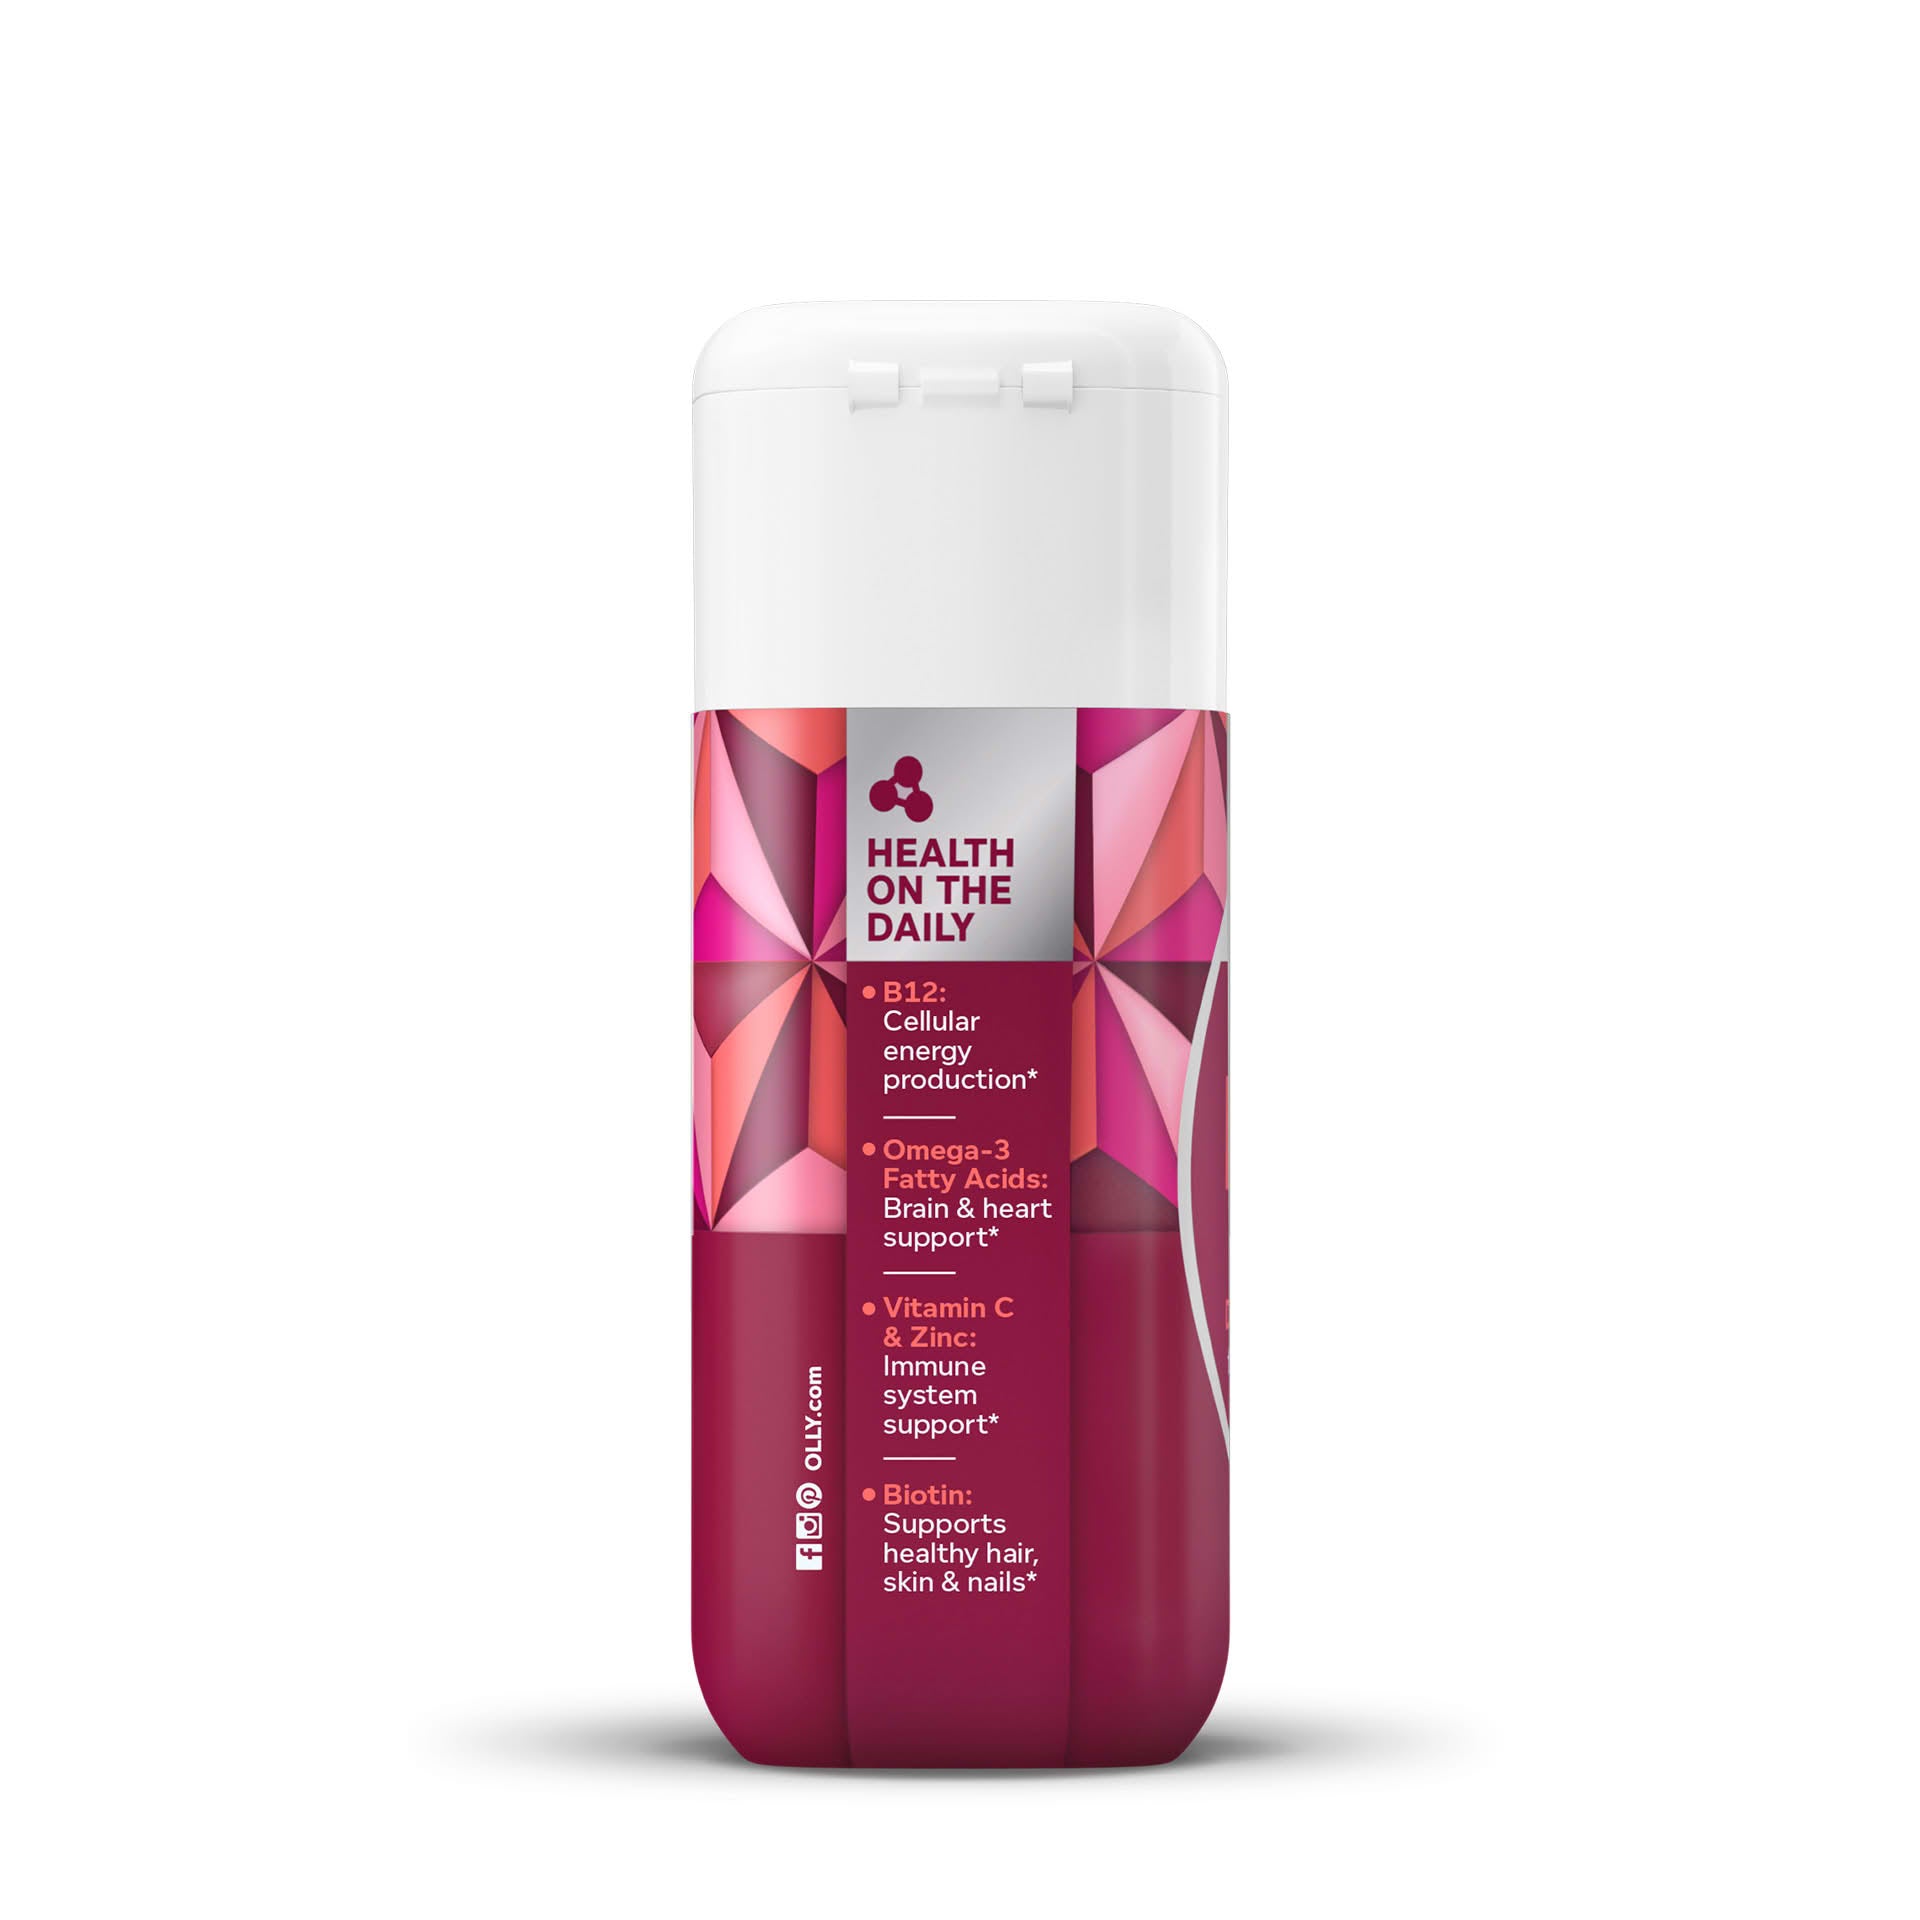 HEALTH
ON THE
DAILY
B12:
Cellular
energy
production*
Omega-3
Fatty Acids:
Brain & heart
support*
Vitamin C
& Zinc:
Immune
system
support*
Biotin:
Supports
healthy hair,
skin & nails*
OLLY.com